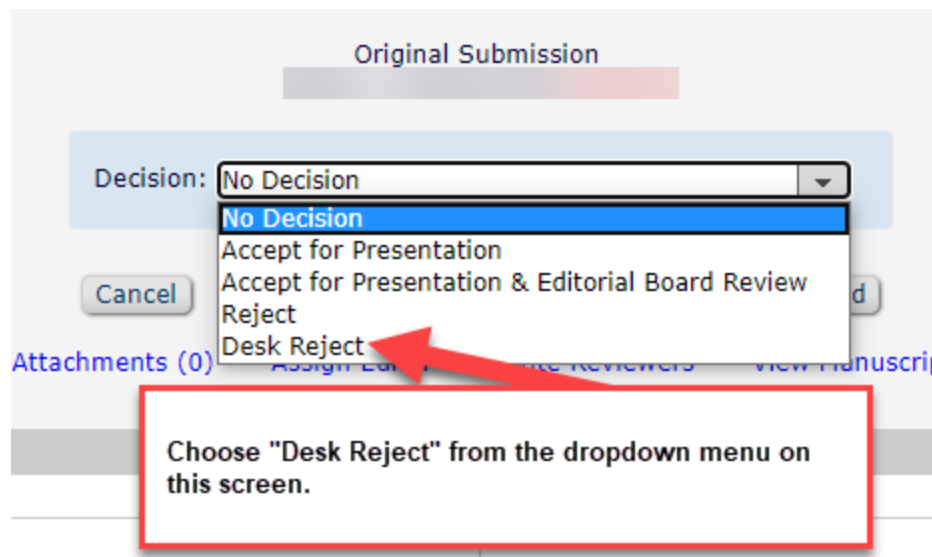 Original Submission
Decision: No Decision
No Decision
Accept for Presentation
Accept for Presentation & Editorial Board Review
Reject
Desk Reject
Cancel
Attachments (0)
Choose "Desk Reject" from the dropdown menu on
this screen.